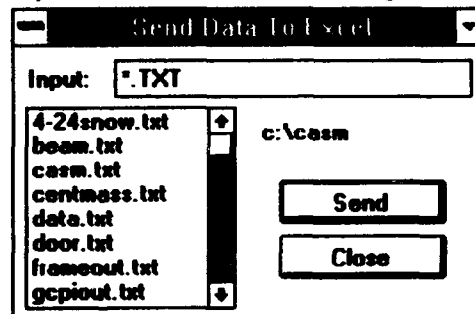 Send Data To Excel
Input: *.TXT
4-24snow.txt
beam.txt
casm.txt
centmass.txt
data.txt
door.txt
frameout.txt
gcpiout.txt
c:\casm
Send
Close